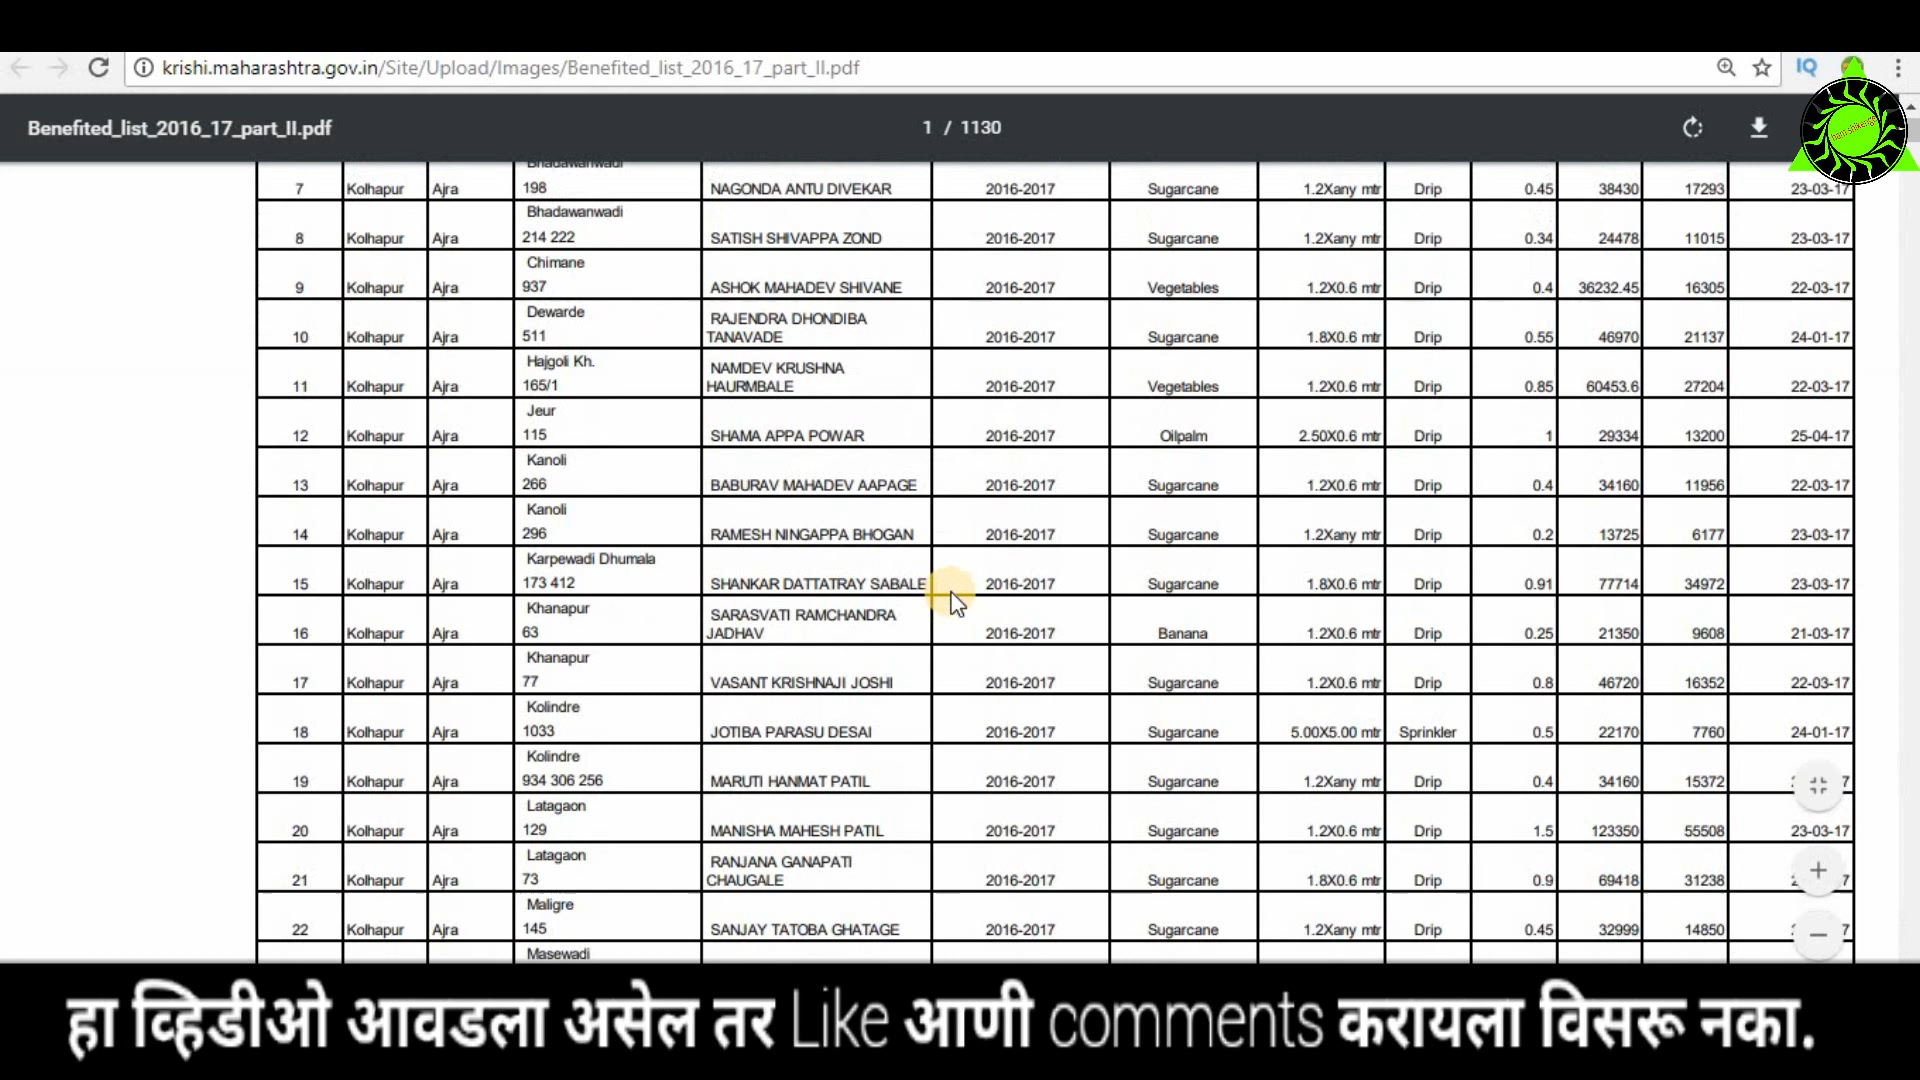 krishi.maharashtra.gov.in/Site/Upload/Images/Benefited_list_2016_17_part_II.pdf
IQ
Benefited_list_2016_17_part_II.pdf 1 / 1130
Bhadawanwadi
7 Kolhapur Ajra 198 NAGONDA ANTU DIVEKAR 2016-2017 Sugarcane 1.2Xany mtr Drip 0.45 38430 17293 23-03-17
Bhadawanwadi
8 Kolhapur Ajra 214 222 SATISH SHIVAPPA ZOND 2016-2017 Sugarcane 1.2Xany mtr Drip 0.34 24478 11015 23-03-17
Chimane
9 Kolhapur Ajra 937 ASHOK MAHADEV SHIVANE 2016-2017 Vegetables 1.2X0.6 mtr Drip 0.4 36232.45 16305 22-03-17
Dewarde RAJENDRA DHONDIBA
10 Kolhapur Ajra 511 TANAVADE 2016-2017 Sugarcane 1.8X0.6 mtr Drip 0.55 46970 21137 24-01-17
Hajgoli Kh. NAMDEV KRUSHNA
11 Kolhapur Ajra 165/1 HAURMBALE 2016-2017 Vegetables 1.2X0.6 mtr Drip 0.85 60453.6 27204 22-03-17
Jeur
12 Kolhapur Ajra 115 SHAMA APPA POWAR 2016-2017 Oilpalm 2.50X0.6 mtr Drip 1 29334 13200 25-04-17
Kanoli
13 Kolhapur Ajra 266 BABURAV MAHADEV AAPAGE 2016-2017 Sugarcane 1.2X0.6 mtr Drip 0.4 34160 11956 22-03-17
Kanoli
14 Kolhapur Ajra 296 RAMESH NINGAPPA BHOGAN 2016-2017 Sugarcane 1.2Xany mtr Drip 0.2 13725 6177 23-03-17
Karpewadi Dhumala
15 Kolhapur Ajra 173 412 SHANKAR DATTATRAY SABALE 2016-2017 Sugarcane 1.8X0.6 mtr Drip 0.91 77714 34972 23-03-17
Khanapur SARASVATI RAMCHANDRA
16 Kolhapur Ajra 63 JADHAV 2016-2017 Banana 1.2X0.6 mtr Drip 0.25 21350 9608 21-03-17
Khanapur
17 Kolhapur Ajra 77 VASANT KRISHNAJI JOSHI 2016-2017 Sugarcane 1.2X0.6 mtr Drip 0.8 46720 16352 22-03-17
Kolindre
18 Kolhapur Ajra 1033 JOTIBA PARASU DESAI 2016-2017 Sugarcane 5.00X5.00 mtr Sprinkler 0.5 22170 7760 24-01-17
Kolindre
19 Kolhapur Ajra 934 306 256 MARUTI HANMAT PATIL 2016-2017 Sugarcane 1.2Xany mtr Drip 0.4 34160 15372
Latagaon
20 Kolhapur Ajra 129 MANISHA MAHESH PATIL 2016-2017 Sugarcane 1.2X0.6 mtr Drip 1.5 123350 55508 23-03-17
Latagaon RANJANA GANAPATI
21 Kolhapur Ajra 73 CHAUGALE 2016-2017 Sugarcane 1.8X0.6 mtr Drip 0.9 69418 31238
Maligre
22 Kolhapur Ajra 145 SANJAY TATOBA GHATAGE 2016-2017 Sugarcane 1.2Xany mtr Drip 0.45 32999 14850
Masewadi
हा व्हिडीओ आवडला असेल तर Like आणी comments करायला विसरू नका.